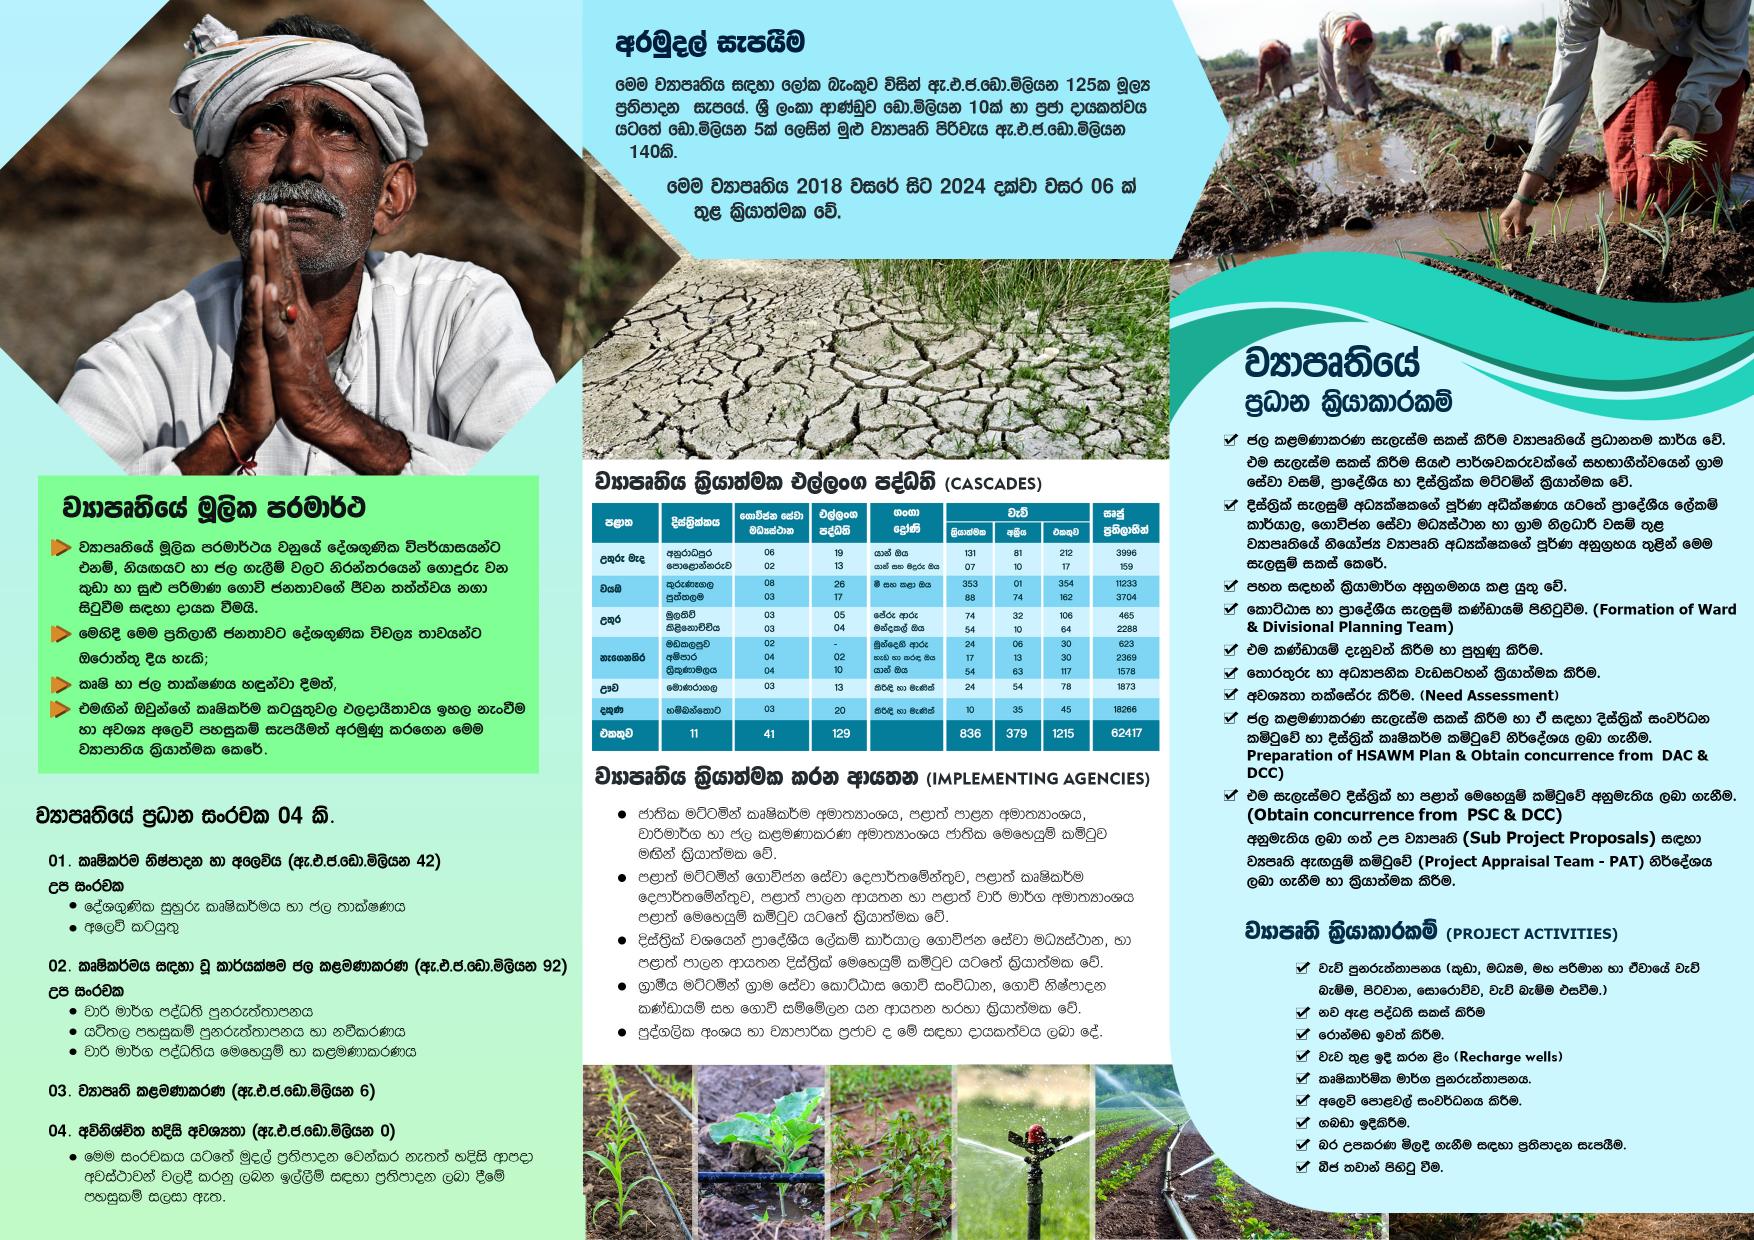 අරමුදල් සැපයීම
මෙම ව්‍යාපෘතිය සඳහා ලෝක බැංකුව විසින් ඇ.එ.ජ.ඩො.මිලියන 125ක මූල්‍ය
ප්‍රතිපාදන සැපයේ. ශ්‍රී ලංකා ආණ්ඩුව ඩො.මිලියන 10ක් හා ප්‍රජා දායකත්වය
යටතේ ඩො.මිලියන 5ක් ලෙසින් මුළු ව්‍යාපෘති පිරිවැය ඇ.එ.ජ.ඩො.මිලියන
140කි.
මෙම ව්‍යාපෘතිය 2018 වසරේ සිට 2024 දක්වා වසර 06 ක්
තුළ ක්‍රියාත්මක වේ.
ව්‍යාපෘතියේ මූලික පරමාර්ථ
ව්‍යාපෘතියේ මූලික පරමාර්ථය වනුයේ දේශගුණික විපර්යාසයන්ට
එනම්, නියඟයට හා ජල ගැලීම් වලට නිරන්තරයෙන් ගොදුරු වන
කුඩා හා සුළු පරිමාණ ගොවි ජනතාවගේ ජීවන තත්ත්වය නගා
සිටුවීම සඳහා දායක වීමයි.
මෙහිදී මෙම ප්‍රතිලාභී ජනතාවට දේශගුණික විචල්‍ය තාවයන්ට
ඔරොත්තු දිය හැකි;
කෘෂි හා ජල තාක්ෂණය හඳුන්වා දීමත්,
එමඟින් ඔවුන්ගේ කෘෂිකර්ම කටයුතුවල ඵලදායීතාවය ඉහල නැංවීම
හා අවශ්‍ය අලෙවි පහසුකම් සැපයීමත් අරමුණු කරගෙන මෙම
ව්‍යාපාතිය ක්‍රියාත්මක කෙරේ.
ව්‍යාපෘතියේ ප්‍රධාන සංරචක 04 කි.
01. කෘෂිකර්ම නිෂ්පාදන හා අලෙවිය (ඇ.එ.ජ.ඩො.මිලියන 42)
උප සංරචක
● දේශගුණික සුහුරු කෘෂිකර්මය හා ජල තාක්ෂණය
● අලෙවි කටයුතු
02. කෘෂිකර්මය සඳහා වූ කාර්යක්ෂම ජල කළමණාකරණ (ඇ.එ.ජ.ඩො.මිලියන 92)
උප සංරචක
● වාරි මාර්ග පද්ධති පුනරුත්තාපනය
● යටිතල පහසුකම් පුනරුත්තාපනය හා නවීකරණය
● වාරි මාර්ග පද්ධතිය මෙහෙයුම් හා කළමණාකරණය
03. ව්‍යාපෘති කළමණාකරණ (ඇ.එ.ජ.ඩො.මිලියන 6)
04. අවිනිශ්චිත හදිසි අවශ්‍යතා (ඇ.එ.ජ.ඩො.මිලියන 0)
● මෙම සංරචකය යටතේ මුදල් ප්‍රතිපාදන වෙන්කර නැතත් හදිසි ආපදා
අවස්ථාවන් වලදී කරනු ලබන ඉල්ලීම් සඳහා ප්‍රතිපාදන ලබා දීමේ
පහසුකම් සලසා ඇත.
ව්‍යාපෘතිය ක්‍රියාත්මක එල්ලංග පද්ධති (CASCADES)
පළාත දිස්ත්‍රික්කය ගොවිජන සේවා මධ්‍යස්ථාන එල්ලංග පද්ධති ගංගා ද්‍රෝණි වැව් සෘජු ප්‍රතිලාභීන්
ක්‍රියාත්මක අක්‍රීය එකතුව
උතුරු මැද අනුරාධපුර 06 19 යාන් ඔය 131 81 212 3996
පොළොන්නරුව 02 13 යාන් සහ මදුරු ඔය 07 10 17 159
වයඹ කුරුණෑගල 08 26 මී සහ කලා ඔය 353 01 354 11233
පුත්තලම 03 17 88 74 162 3704
උතුර මුලතිව් 03 05 පේරු ආරු 74 32 106 465
කිළිනොච්චිය 03 04 මන්දකල් ඔය 54 10 64 2288
නැගෙනහිර මඩකලපුව 02 - මුන්දෙනි ආරු 24 06 30 623
අම්පාර 04 02 හැඩ හා කරඳ ඔය 17 13 30 2369
ත්‍රිකුණාමලය 04 10 යාන් ඔය 54 63 117 1578
ඌව මොණරාගල 03 13 කිරිඳි හා මැණික් 24 54 78 1873
දකුණ හම්බන්තොට 03 20 කිරිඳි හා මැණික් 10 35 45 18266
එකතුව 11 41 129 836 379 1215 62417
ව්‍යාපෘතිය ක්‍රියාත්මක කරන ආයතන (IMPLEMENTING AGENCIES)
● ජාතික මට්ටමින් කෘෂිකර්ම අමාත්‍යාංශය, පළාත් පාළන අමාත්‍යාංශය,
වාරිමාර්ග හා ජල කළමණාකරණ අමාත්‍යාංශය ජාතික මෙහෙයුම් කමිටුව
මඟින් ක්‍රියාත්මක වේ.
● පළාත් මට්ටමින් ගොවිජන සේවා දෙපාර්තමේන්තුව, පළාත් කෘෂිකර්ම
දෙපාර්තමේන්තුව, පළාත් පාලන ආයතන හා පළාත් වාරි මාර්ග අමාත්‍යාංශය
පළාත් මෙහෙයුම් කමිටුව යටතේ ක්‍රියාත්මක වේ.
● දිස්ත්‍රික් වශයෙන් ප්‍රාදේශීය ලේකම් කාර්යාල ගොවිජන සේවා මධ්‍යස්ථාන, හා
පළාත් පාලන ආයතන දිස්ත්‍රික් මෙහෙයුම් කමිටුව යටතේ ක්‍රියාත්මක වේ.
● ග්‍රාමීය මට්ටමින් ග්‍රාම සේවා කොට්ඨාස ගොවි සංවිධාන, ගොවි නිෂ්පාදන
කණ්ඩායම් සහ ගොවි සම්මේලන යන ආයතන හරහා ක්‍රියාත්මක වේ.
● පුද්ගලික අංශය හා ව්‍යාපාරික ප්‍රජාව ද මේ සඳහා දායකත්වය ලබා දේ.
ව්‍යාපෘතියේ
ප්‍රධාන ක්‍රියාකාරකම්
ජල කළමණාකරණ සැලැස්ම සකස් කිරීම ව්‍යාපෘතියේ ප්‍රධානතම කාර්ය වේ.
එම සැලැස්ම සකස් කිරීම සියළු පාර්ශවකරුවක්ගේ සහභාගීත්වයෙන් ග්‍රාම
සේවා වසම්, ප්‍රාදේශීය හා දිස්ත්‍රික්ක මට්ටමින් ක්‍රියාත්මක වේ.
දිස්ත්‍රික් සැලසුම් අධ්‍යක්ෂකගේ පූර්ණ අධීක්ෂණය යටතේ ප්‍රාදේශීය ලේකම්
කාර්යාල, ගොවිජන සේවා මධ්‍යස්ථාන හා ග්‍රාම නිලධාරී වසම් තුළ
ව්‍යාපෘතියේ නියෝජ්‍ය ව්‍යාපෘති අධ්‍යක්ෂකගේ පූර්ණ අනුග්‍රහය තුළින් මෙම
සැලසුම් සකස් කෙරේ.
පහත සඳහන් ක්‍රියාමාර්ග අනුගමනය කළ යුතු වේ.
කොට්ඨාස හා ප්‍රාදේශීය සැලසුම් කණ්ඩායම් පිහිටුවීම. (Formation of Ward
& Divisional Planning Team)
එම කණ්ඩායම් දැනුවත් කිරීම හා පුහුණු කිරීම.
තොරතුරු හා අධ්‍යාපනික වැඩසටහන් ක්‍රියාත්මක කිරීම.
අවශ්‍යතා තක්සේරු කිරීම. (Need Assessment)
ජල කළමණාකරණ සැලැස්ම සකස් කිරීම හා ඒ සඳහා දිස්ත්‍රික් සංවර්ධන
කමිටුවේ හා දිස්ත්‍රික් කෘෂිකර්ම කමිටුවේ නිර්දේශය ලබා ගැනීම.
Preparation of HSAWM Plan & Obtain concurrence from DAC &
DCC)
එම සැලැස්මට දිස්ත්‍රික් හා පළාත් මෙහෙයුම් කමිටුවේ අනුමැතිය ලබා ගැනීම.
(Obtain concurrence from PSC & DCC)
අනුමැතිය ලබා ගත් උප ව්‍යාපෘති (Sub Project Proposals) සඳහා
ව්‍යපෘති ඇඟයුම් කමිටුවේ (Project Appraisal Team - PAT) නිර්දේශය
ලබා ගැනීම හා ක්‍රියාත්මක කිරීම.
ව්‍යාපෘති ක්‍රියාකාරකම් (PROJECT ACTIVITIES)
වැව් පුනරුත්තාපනය (කුඩා, මධ්‍යම, මහ පරිමාන හා ඒවායේ වැව්
බැම්ම, පිටවාන, සොරොව්ව, වැව් බැම්ම එසවීම.)
නව ඇළ පද්ධති සකස් කිරීම
රොන්මඩ ඉවත් කිරීම.
වැව තුළ ඉදි කරන ළිං (Recharge wells)
කෘෂිකාර්මික මාර්ග පුනරුත්තාපනය.
අලෙවි පොළවල් සංවර්ධනය කිරීම.
ගබඩා ඉදිකිරීම.
බර උපකරණ මිලදී ගැනීම සඳහා ප්‍රතිපාදන සැපයීම.
බීජ තවාන් පිහිටු වීම.